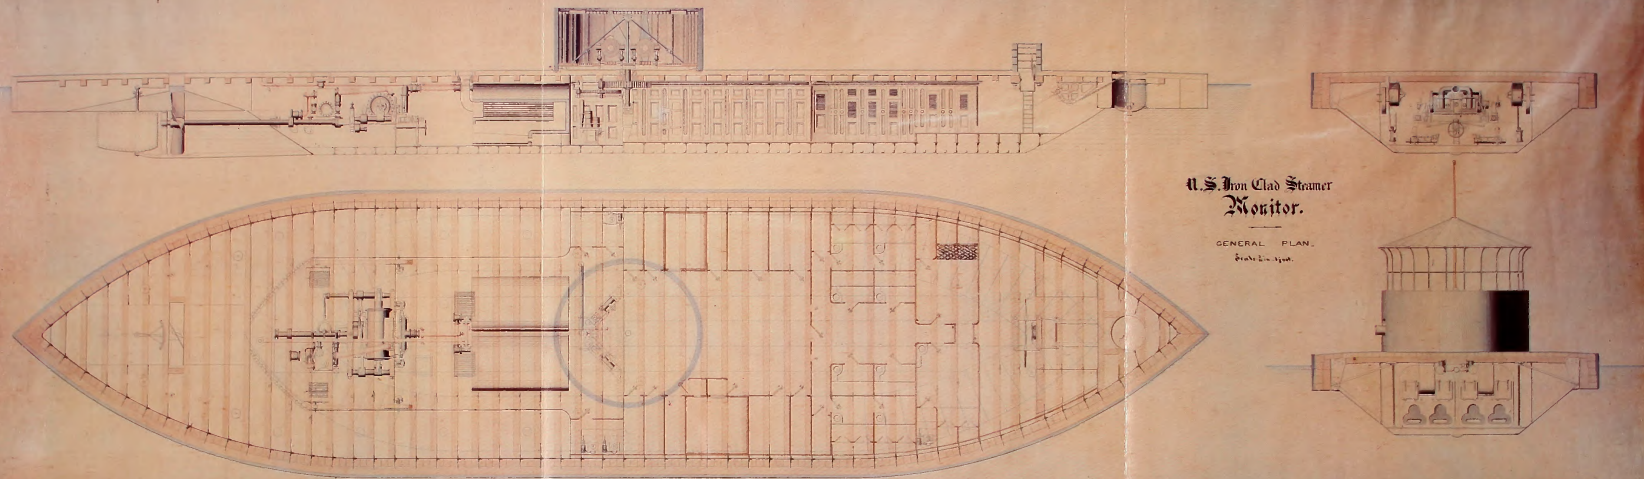 U.S. Iron Clad Steamer
Monitor.
GENERAL PLAN.